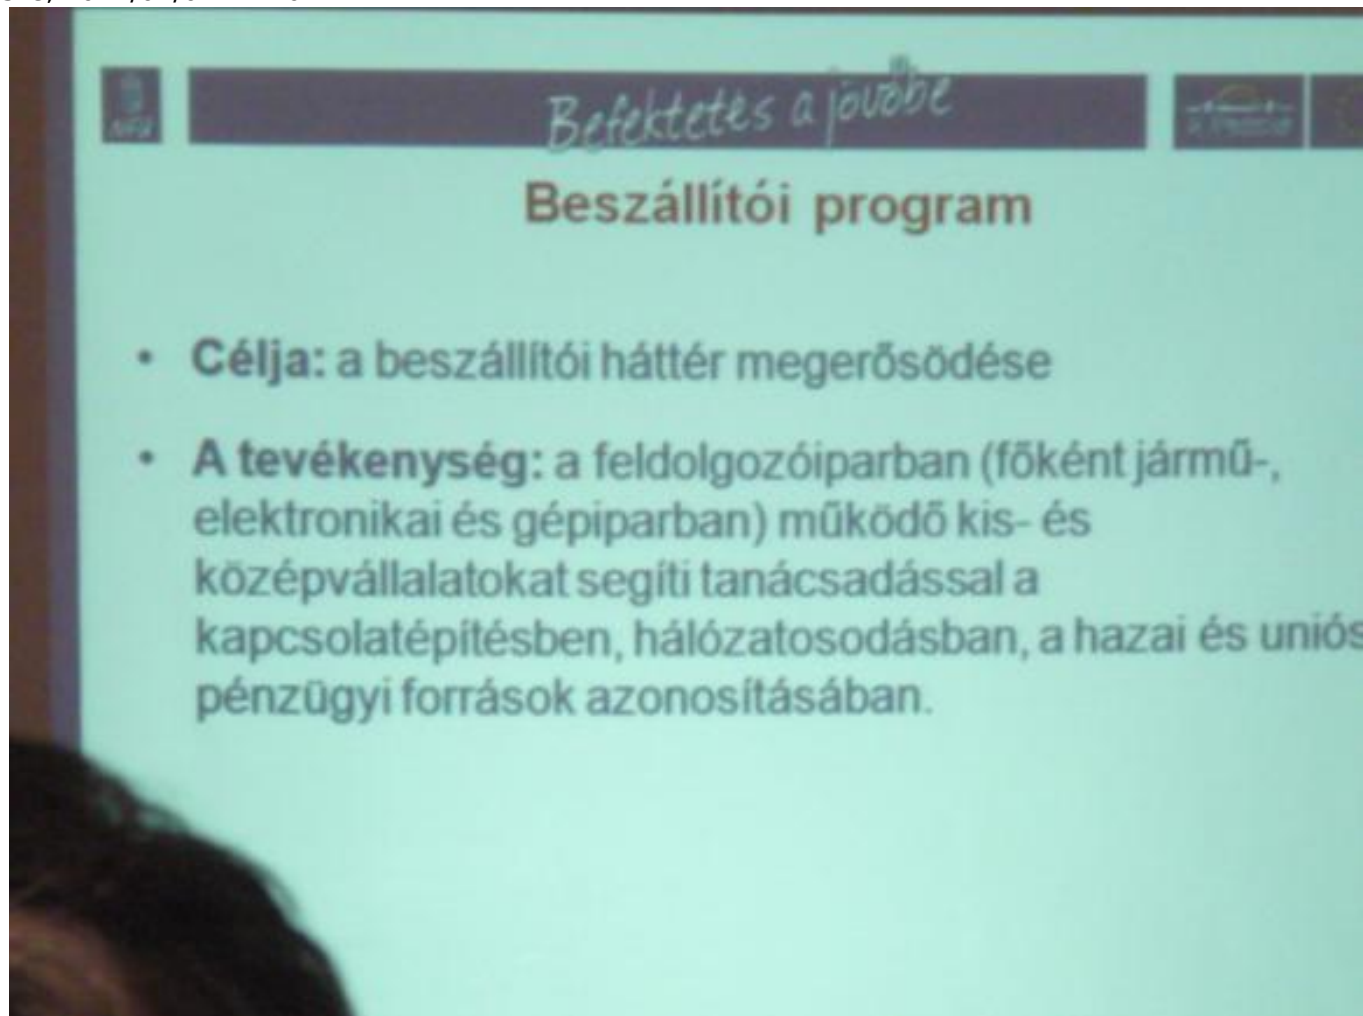 NFÜ
Befektetés a jövőbe
Beszállítói program
• Célja: a beszállítói háttér megerősödése
• A tevékenység: a feldolgozóiparban (főként jármű-,
elektronikai és gépiparban) működő kis- és
középvállalatokat segíti tanácsadással a
kapcsolatépítésben, hálózatosodásban, a hazai és uniós
pénzügyi források azonosításában.